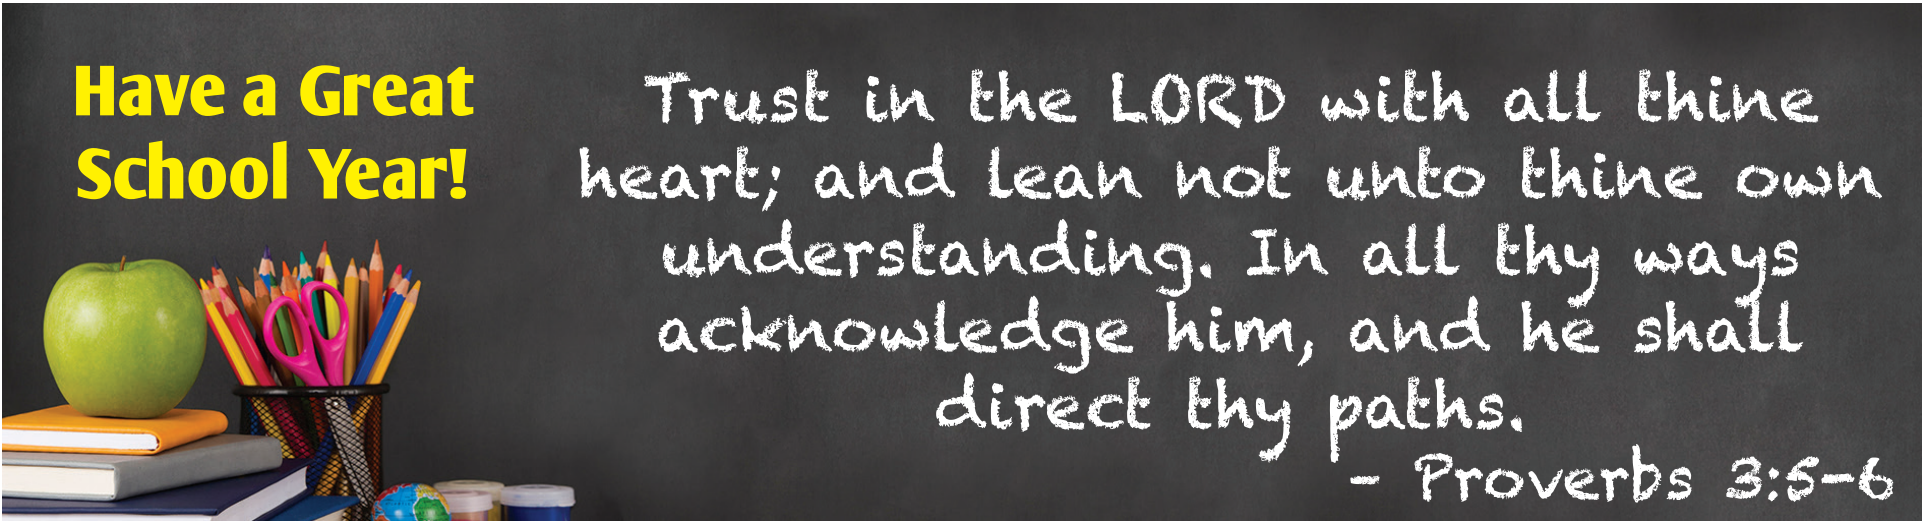 Have a Great
School Year!
Trust in the LORD with all thine
heart; and lean not unto thine own
understanding. In all thy ways
acknowledge him, and he shall
direct thy paths.
- Proverbs 3:5-6